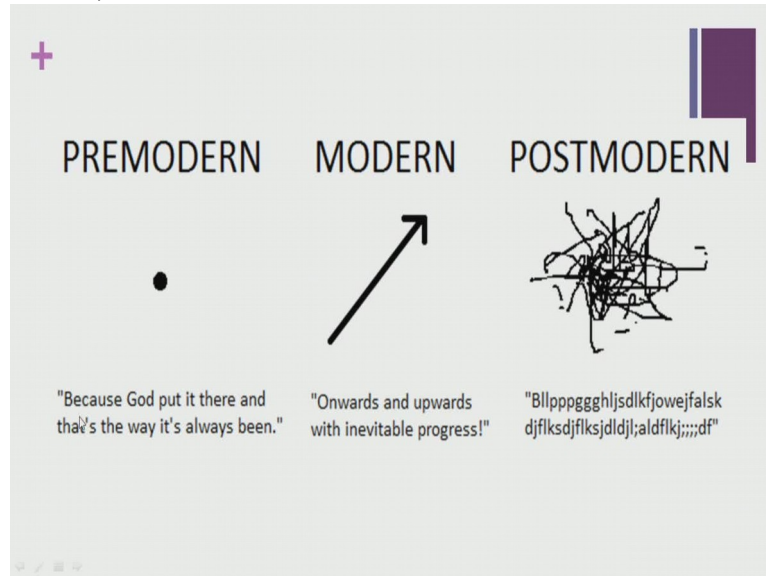 PREMODERN MODERN POSTMODERN
"Because God put it there and
that's the way it's always been."
"Onwards and upwards
with inevitable progress!"
"Bllpppggghljsdlkfjowejfalsk
djflksdjflksjdldjl;aldflkj;;;;df"